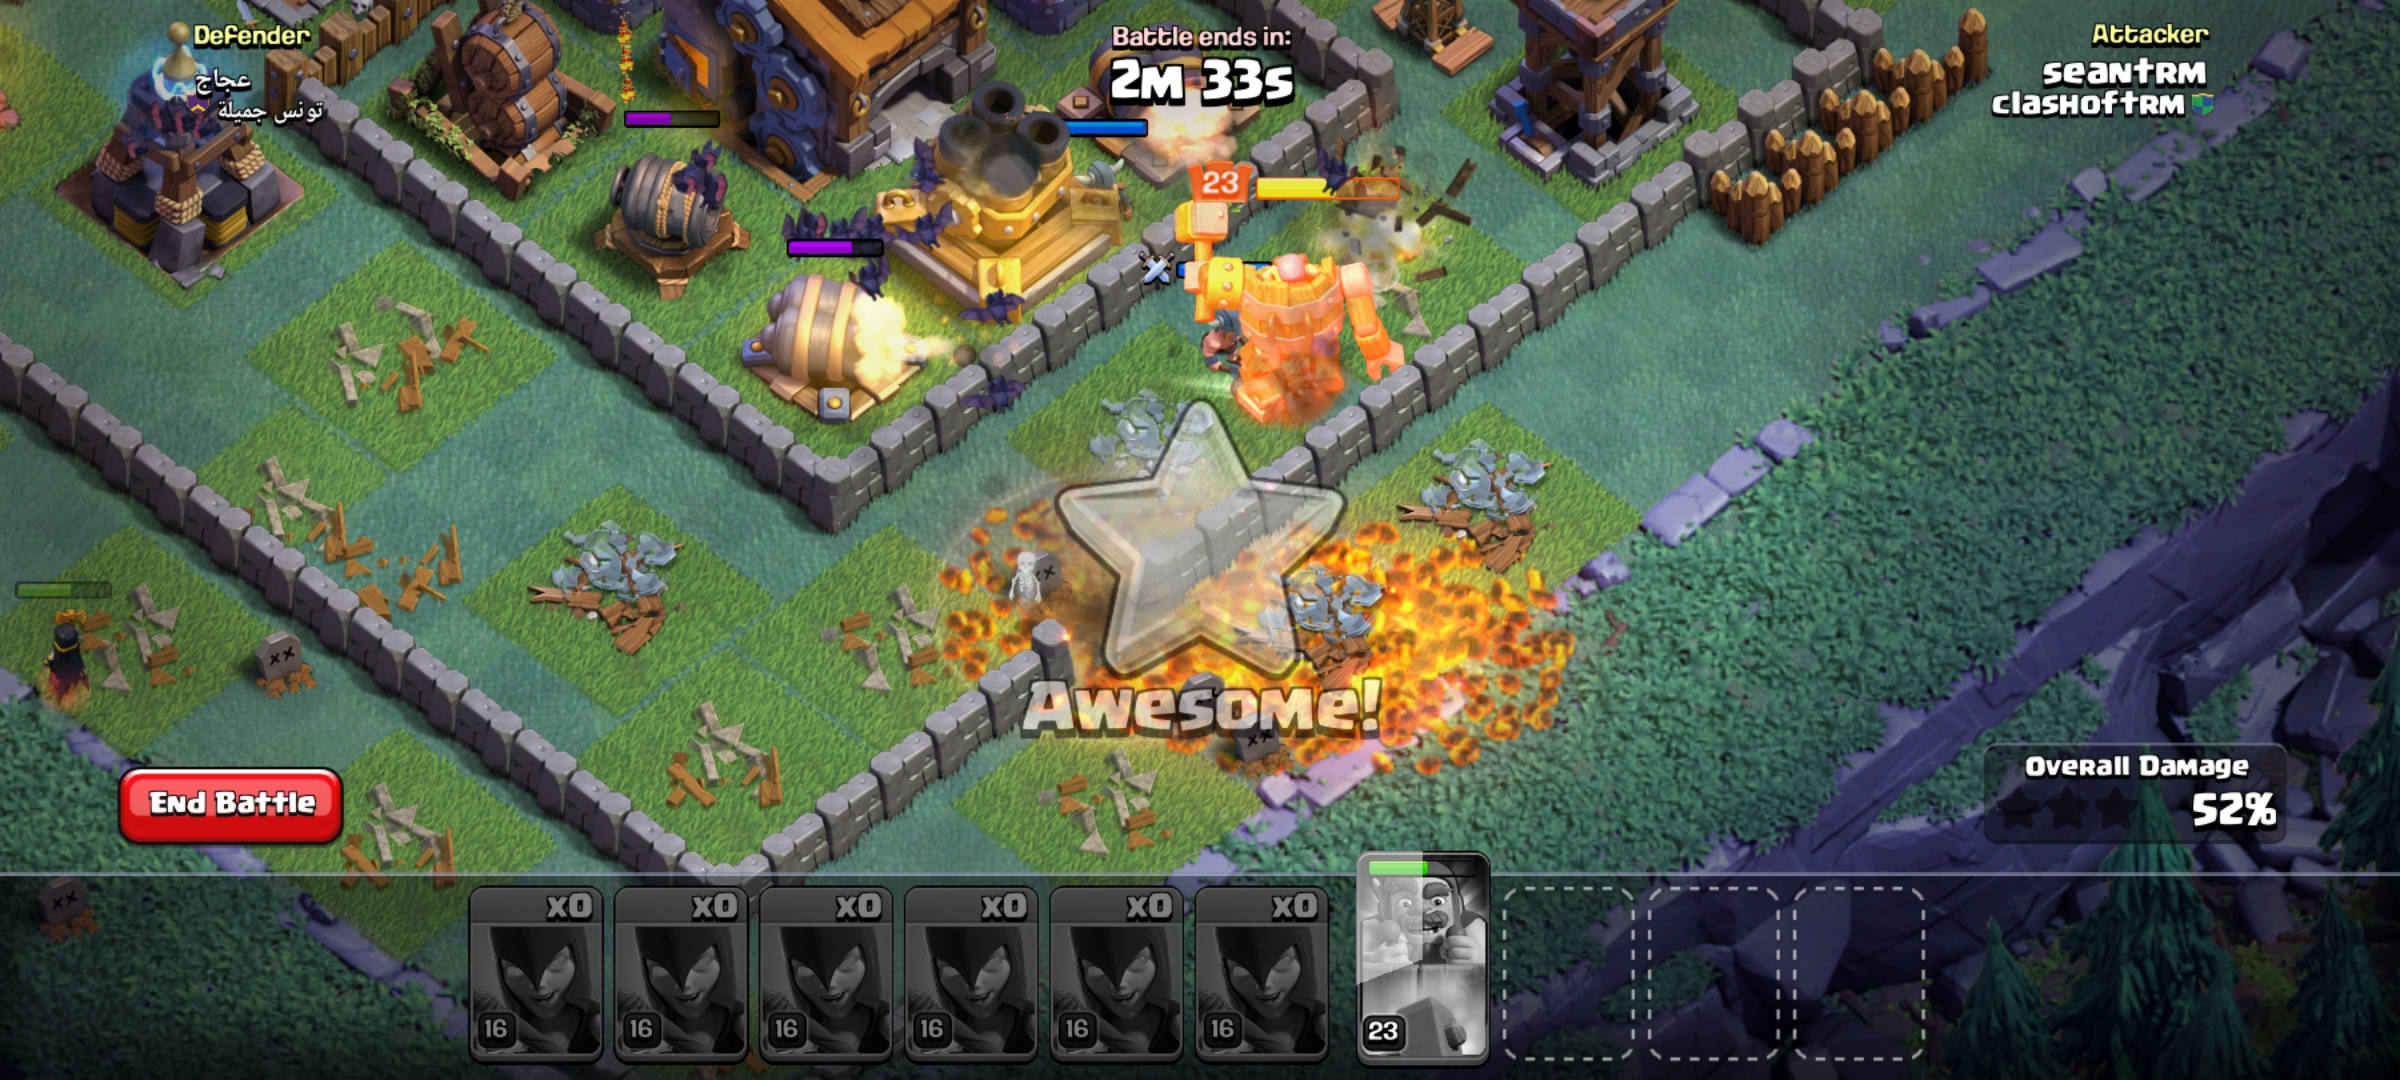 Defender
عجاج
تونس جميلة
Battle ends in:
2M 33s
Attacker
seantRM
clashoftRM
23
Awesome!
End Battle
Overall Damage
52%
x0 x0 x0 x0 x0 x0
16 16 16 16 16 16 23